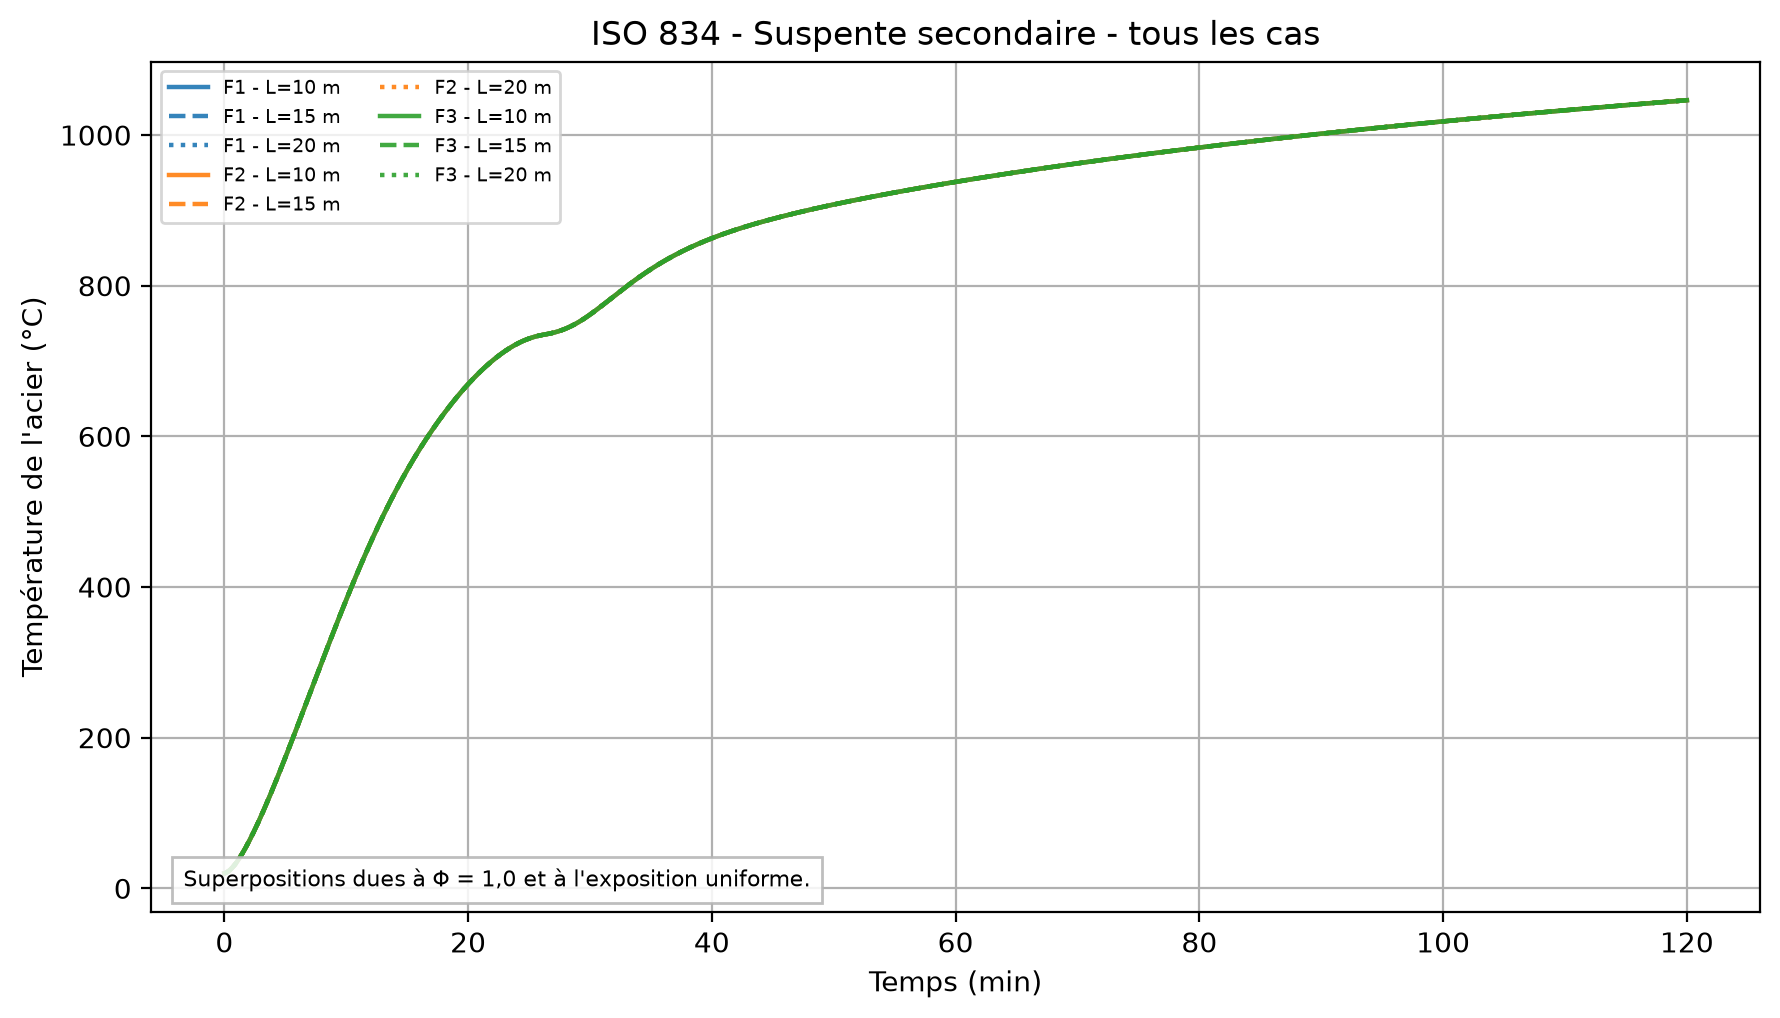 ISO 834 - Suspente secondaire - tous les cas
F1 - L=10 m
F1 - L=15 m
F1 - L=20 m
F2 - L=10 m
F2 - L=15 m
F2 - L=20 m
F3 - L=10 m
F3 - L=15 m
F3 - L=20 m
Température de l'acier (°C)
1000
800
600
400
200
0
Superpositions dues à Φ = 1,0 et à l'exposition uniforme.
0 20 40 60 80 100 120
Temps (min)